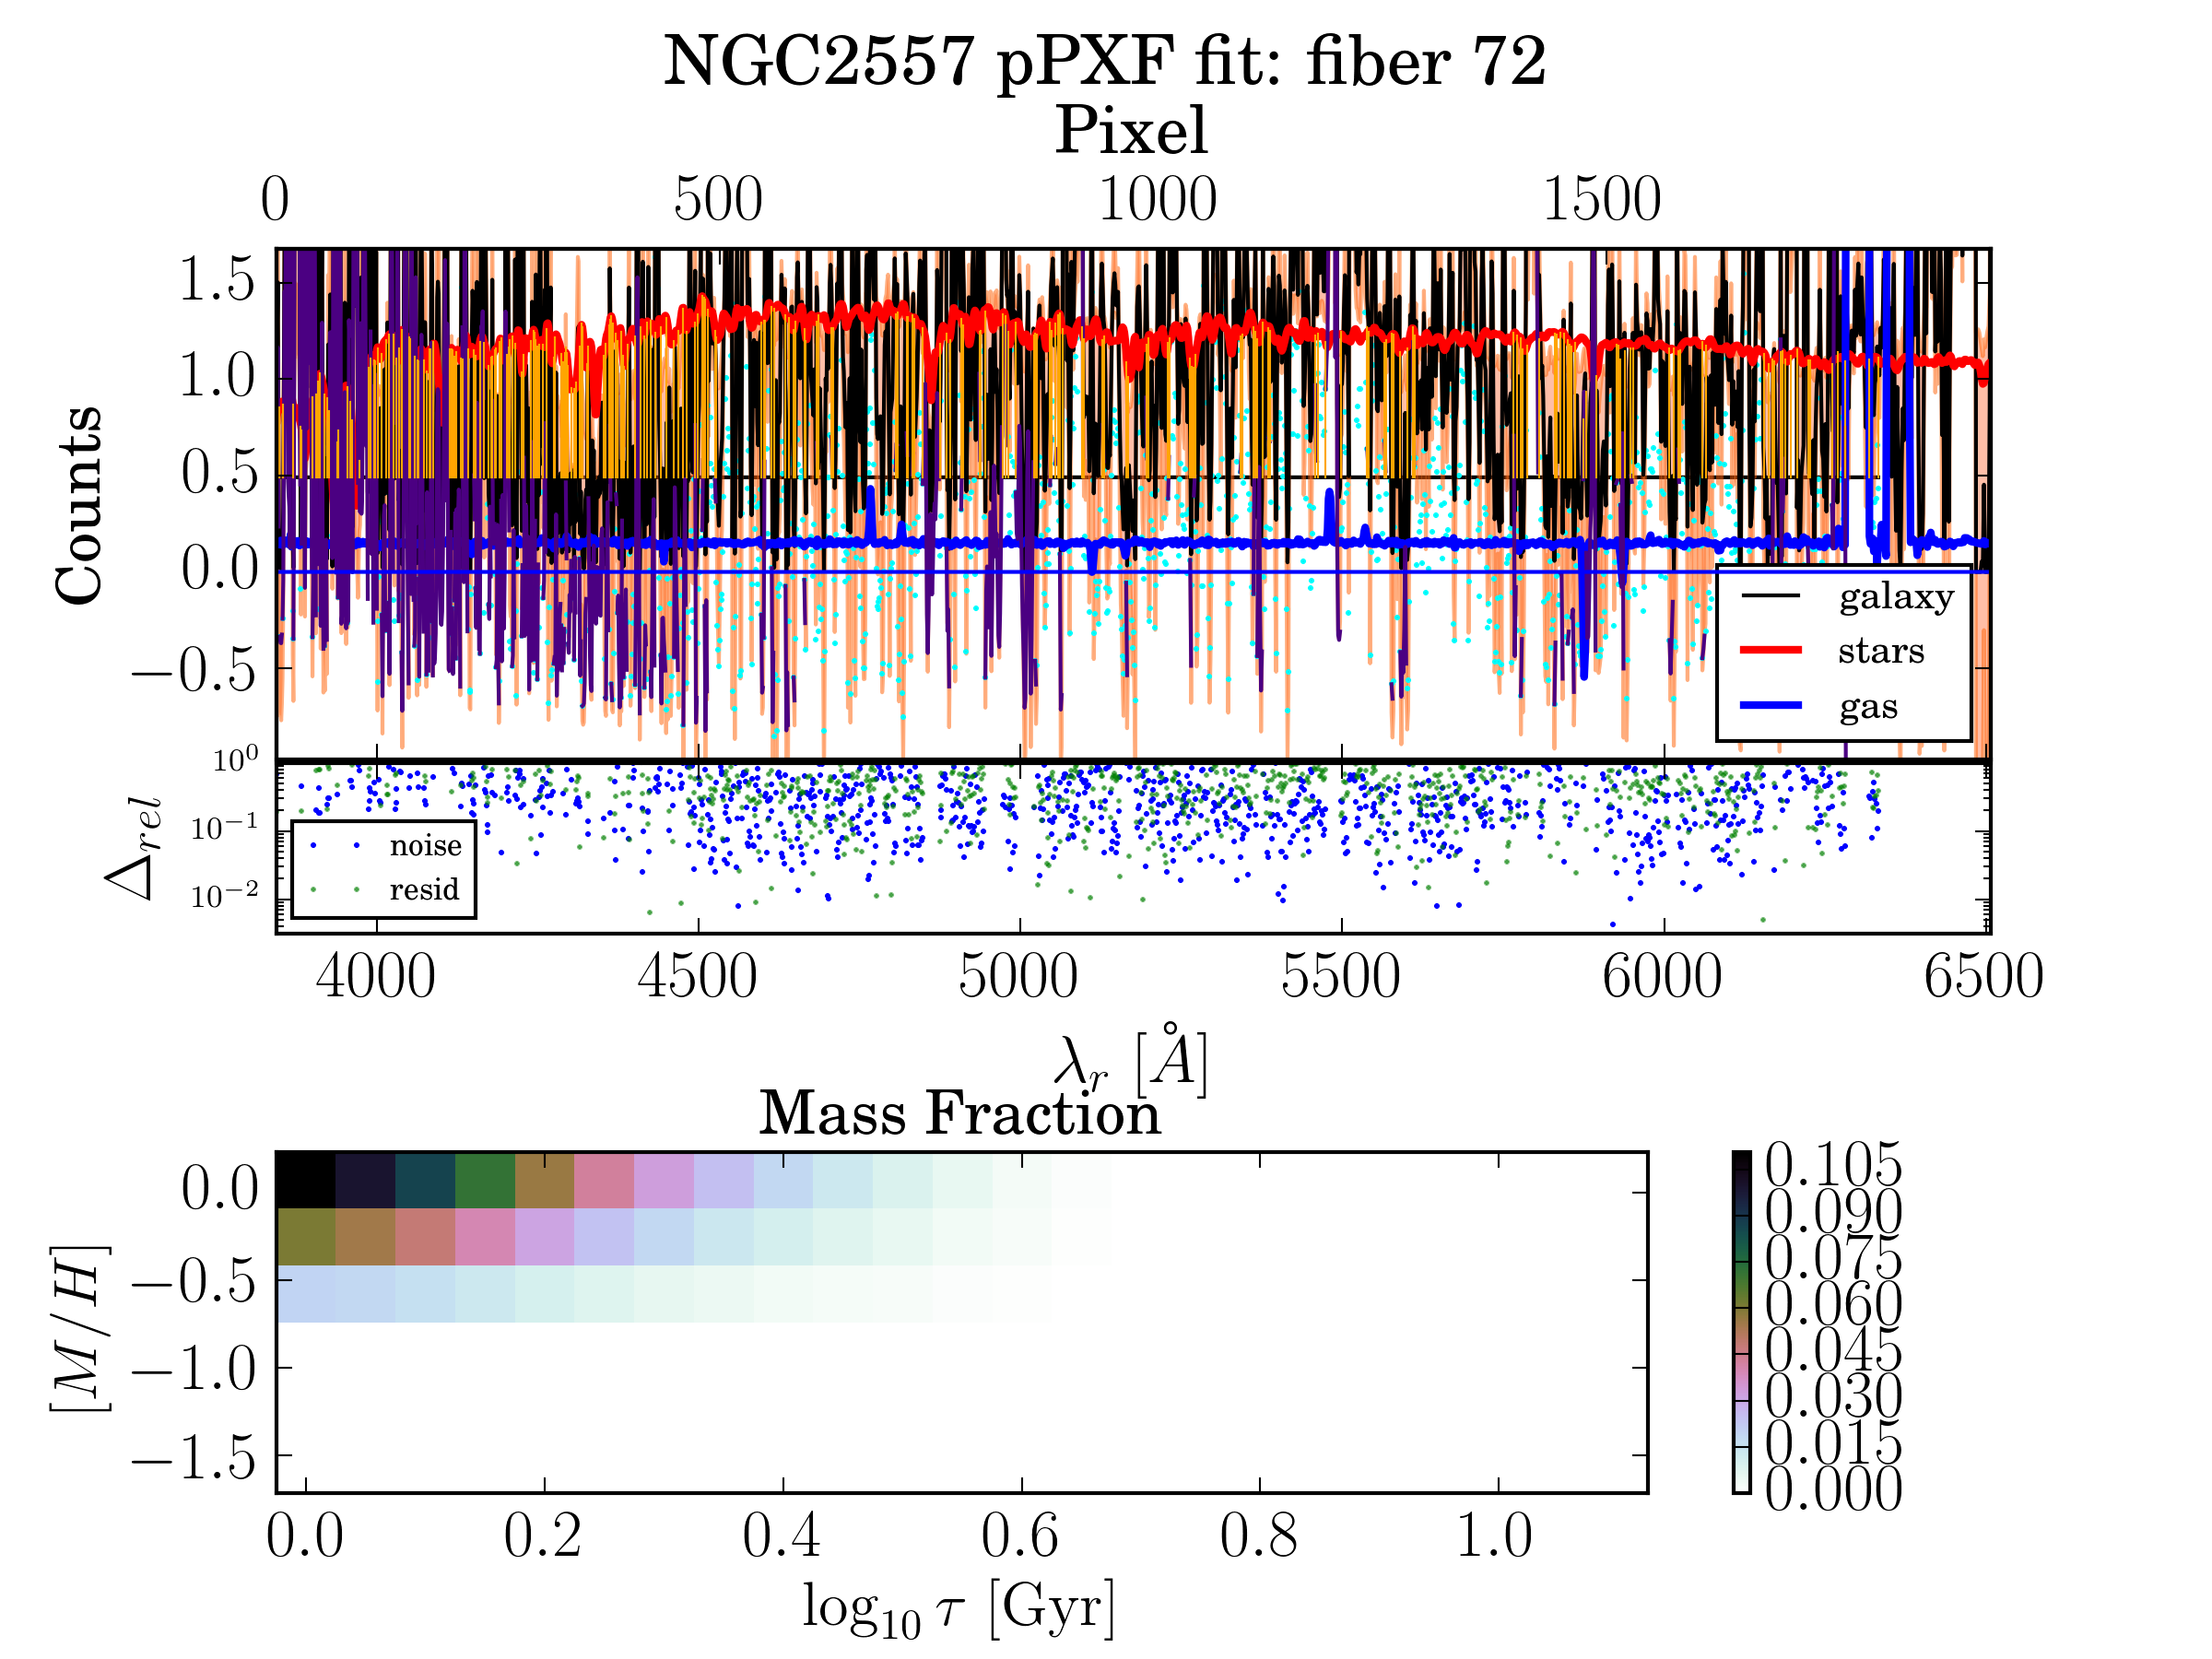 NGC2557 pPXF fit: fiber 72
Pixel
0 500 1000 1500
Counts
1.5
1.0
0.5
0.0
−0.5
galaxy
stars
gas
Δ_rel
10⁰
10⁻¹
10⁻²
noise
resid
4000 4500 5000 5500 6000 6500
λ_r [Å]
Mass Fraction
[M/H]
0.0
−0.5
−1.0
−1.5
0.0 0.2 0.4 0.6 0.8 1.0
log₁₀ τ [Gyr]
0.105
0.090
0.075
0.060
0.045
0.030
0.015
0.000